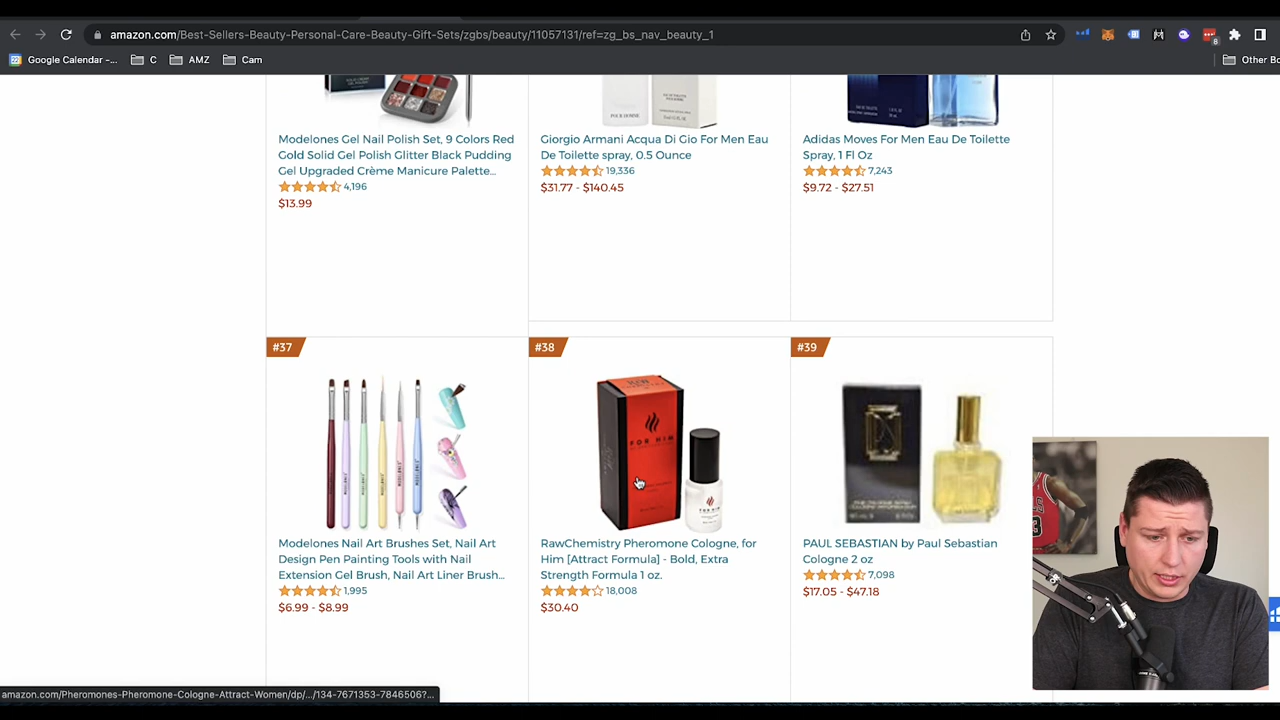 amazon.com/Best-Sellers-Beauty-Personal-Care-Beauty-Gift-Sets/zgbs/beauty/11057131/ref=zg_bs_nav_beauty_1
8
Google Calendar –...
C
AMZ
Cam
Other Bo
Modelones Gel Nail Polish Set, 9 Colors Red
Gold Solid Gel Polish Glitter Black Pudding
Gel Upgraded Crème Manicure Palette...
4,196
$13.99
Giorgio Armani Acqua Di Gio For Men Eau
De Toilette spray, 0.5 Ounce
19,336
$31.77 - $140.45
Adidas Moves For Men Eau De Toilette
Spray, 1 Fl Oz
7,243
$9.72 - $27.51
#37
#38
#39
FOR HIM
FOR HIM
Modelones Nail Art Brushes Set, Nail Art
Design Pen Painting Tools with Nail
Extension Gel Brush, Nail Art Liner Brush...
1,995
$6.99 - $8.99
RawChemistry Pheromone Cologne, for
Him [Attract Formula] - Bold, Extra
Strength Formula 1 oz.
18,008
$30.40
PAUL SEBASTIAN by Paul Sebastian
Cologne 2 oz
7,098
$17.05 - $47.18
amazon.com/Pheromones-Pheromone-Cologne-Attract-Women/dp/.../134-7671353-7846506?...